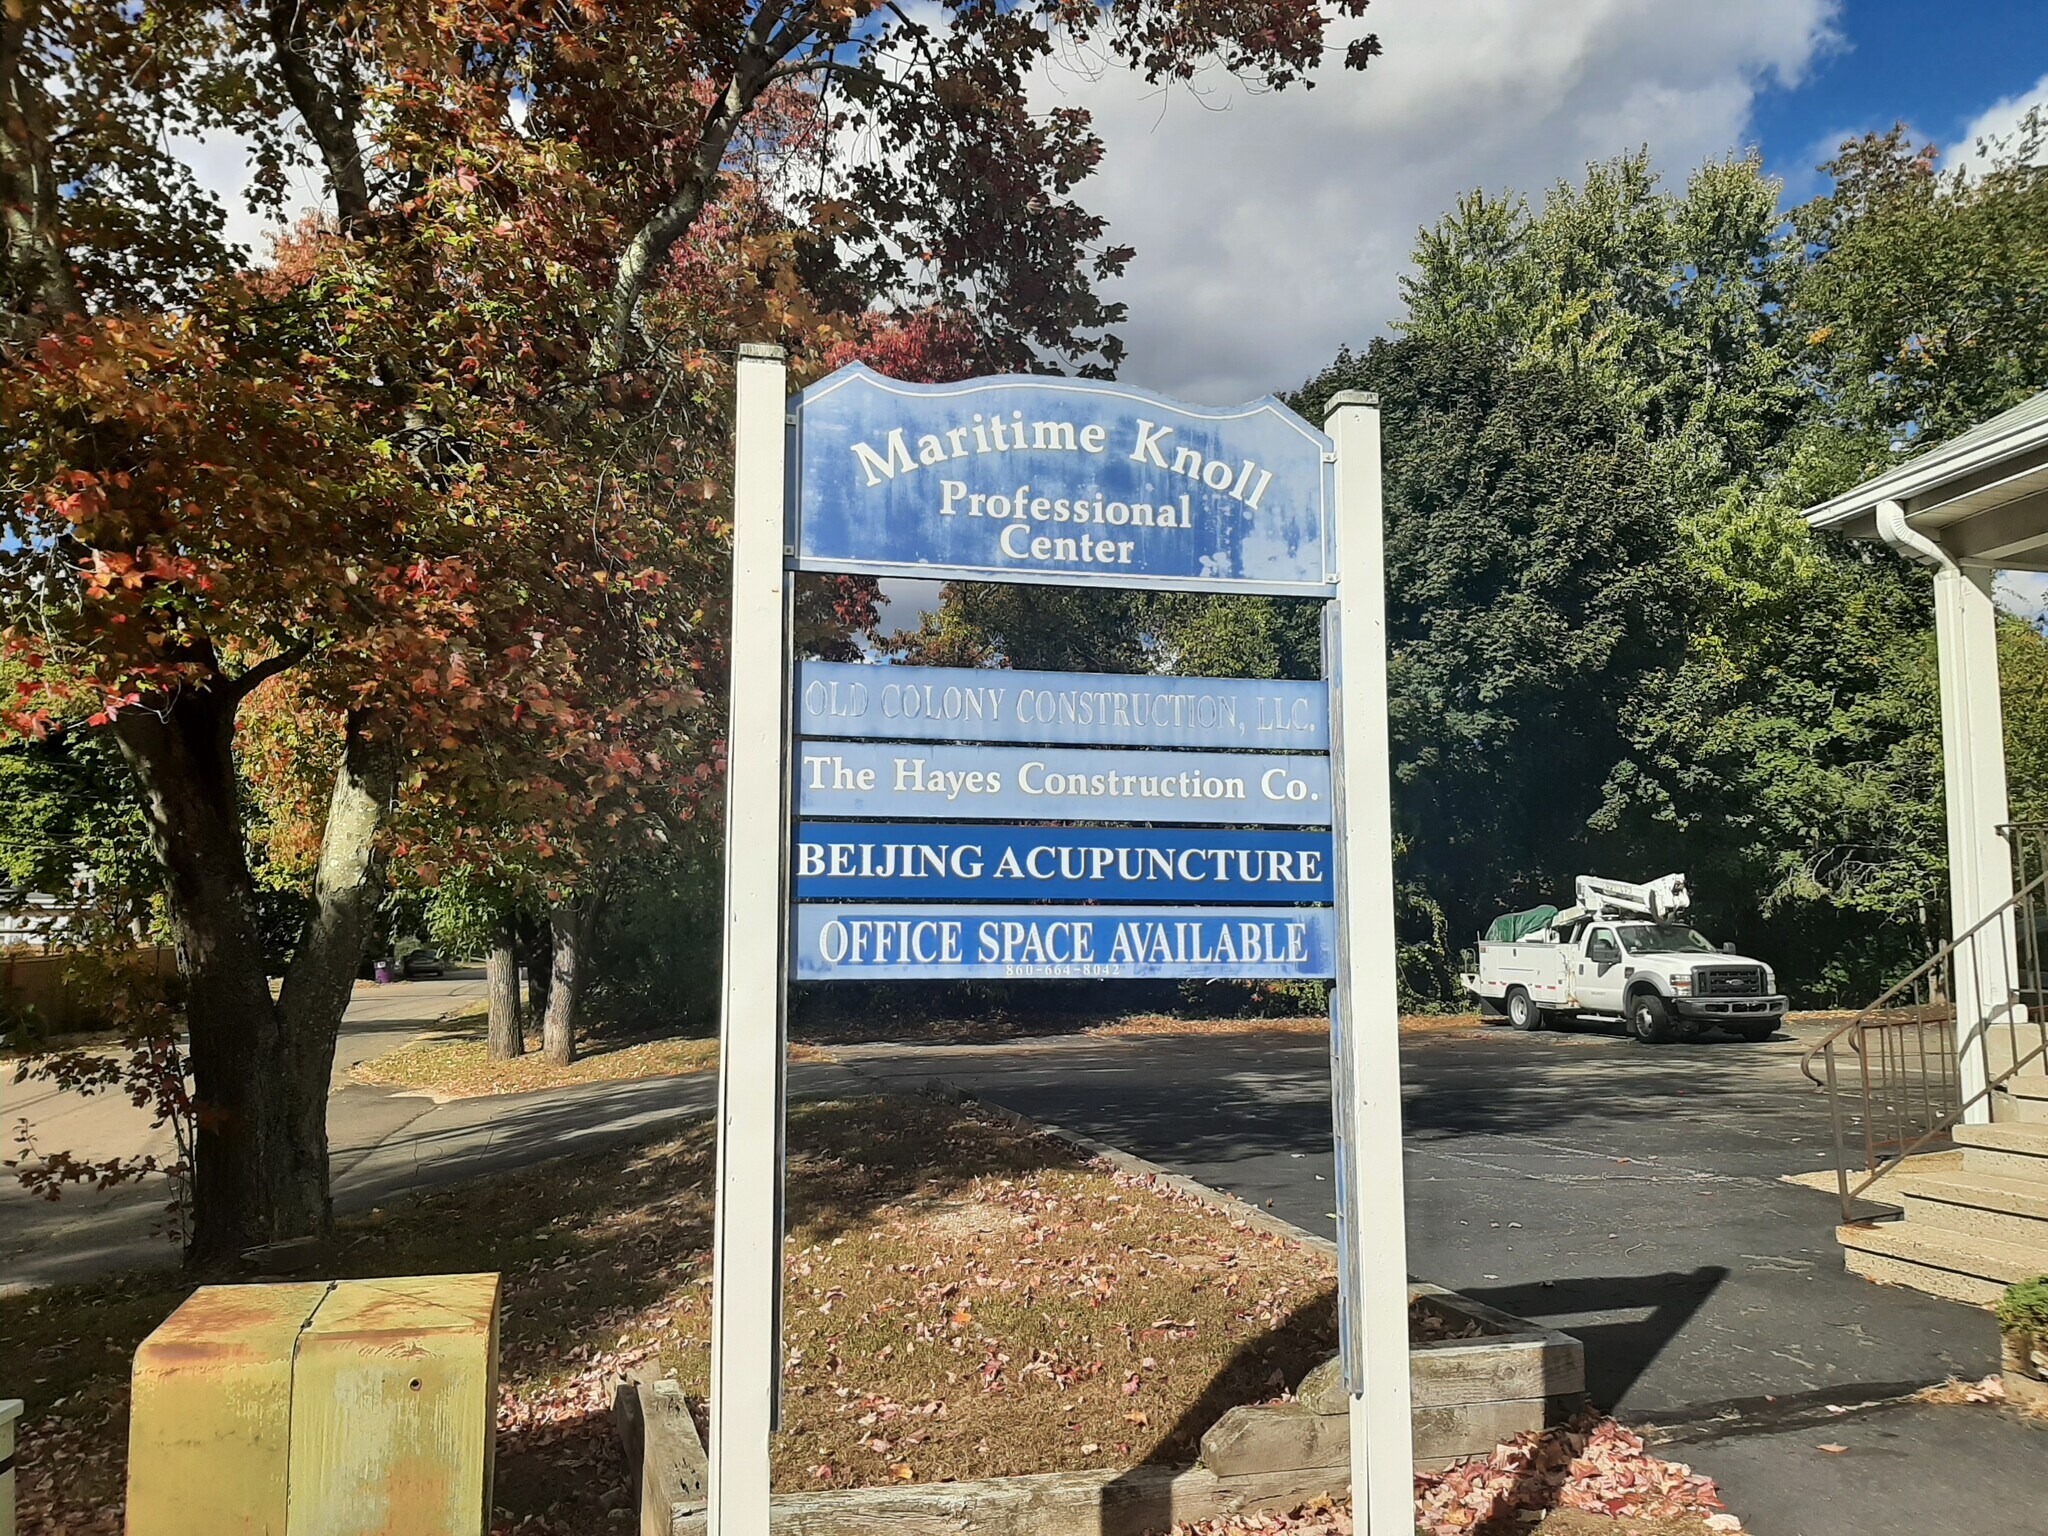 Maritime Knoll
Professional
Center
OLD COLONY CONSTRUCTION, LLC.
The Hayes Construction Co.
BEIJING ACUPUNCTURE
OFFICE SPACE AVAILABLE
860-664-8042